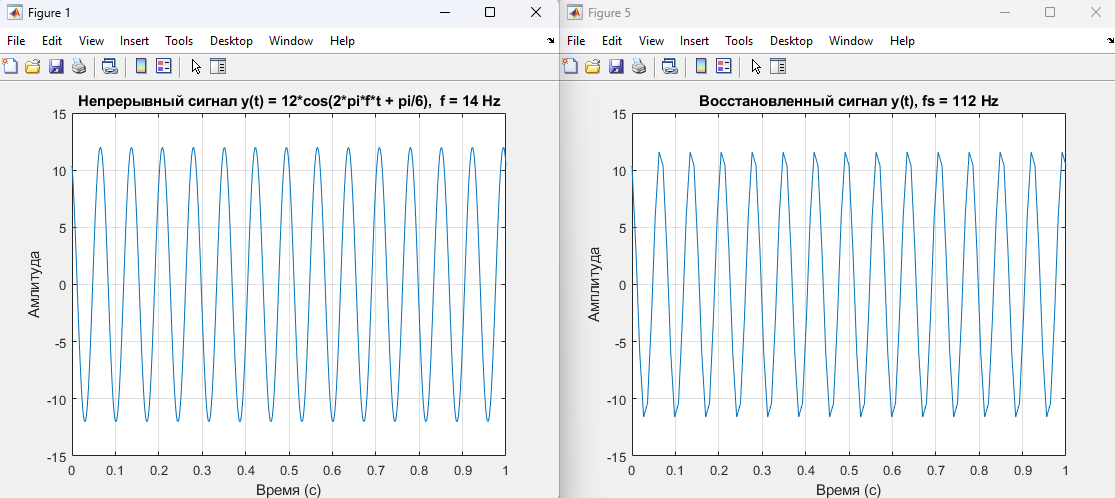 Figure 1
File Edit View Insert Tools Desktop Window Help
Непрерывный сигнал y(t) = 12*cos(2*pi*f*t + pi/6), f = 14 Hz
15
10
5
0
-5
-10
-15
Амлитуда
0 0.1 0.2 0.3 0.4 0.5 0.6 0.7 0.8 0.9 1
Время (с)
Figure 5
File Edit View Insert Tools Desktop Window Help
Восстановленный сигнал y(t), fs = 112 Hz
15
10
5
0
-5
-10
-15
Амплитуда
0 0.1 0.2 0.3 0.4 0.5 0.6 0.7 0.8 0.9 1
Время (с)